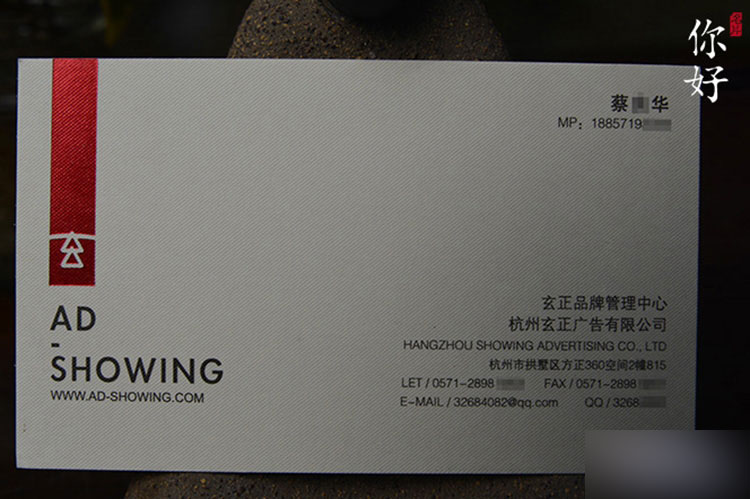 你好
蔡 华
MP：1885719
AD
-
SHOWING
WWW.AD-SHOWING.COM
玄正品牌管理中心
杭州玄正广告有限公司
HANGZHOU SHOWING ADVERTISING CO., LTD
杭州市拱墅区方正360空间2幢815
LET / 0571-2898 FAX / 0571-2898
E-MAIL / 32684082@qq.com QQ / 3268